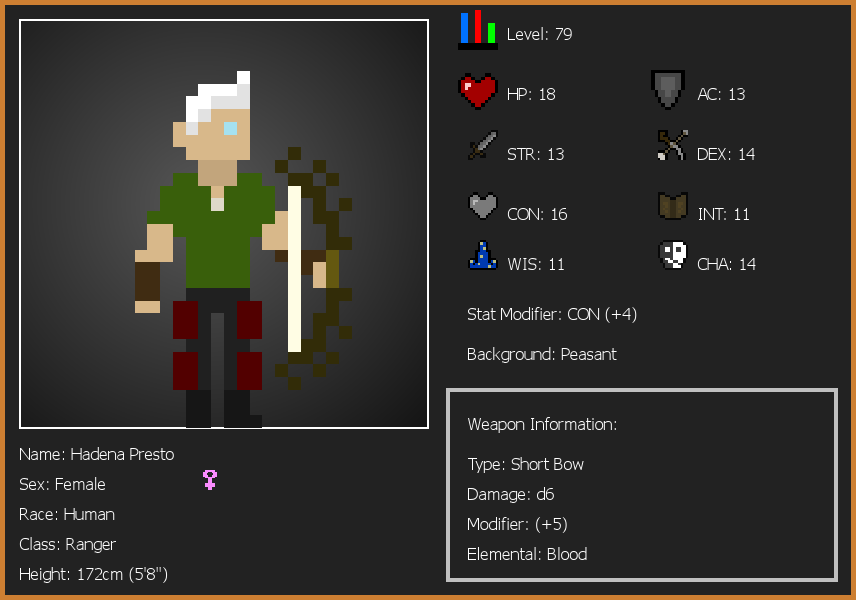 Level: 79
HP: 18
AC: 13
STR: 13
DEX: 14
CON: 16
INT: 11
WIS: 11
CHA: 14
Stat Modifier: CON (+4)
Background: Peasant
Weapon Information:
Type: Short Bow
Damage: d6
Modifier: (+5)
Elemental: Blood
Name: Hadena Presto
Sex: Female
Race: Human
Class: Ranger
Height: 172cm (5'8")